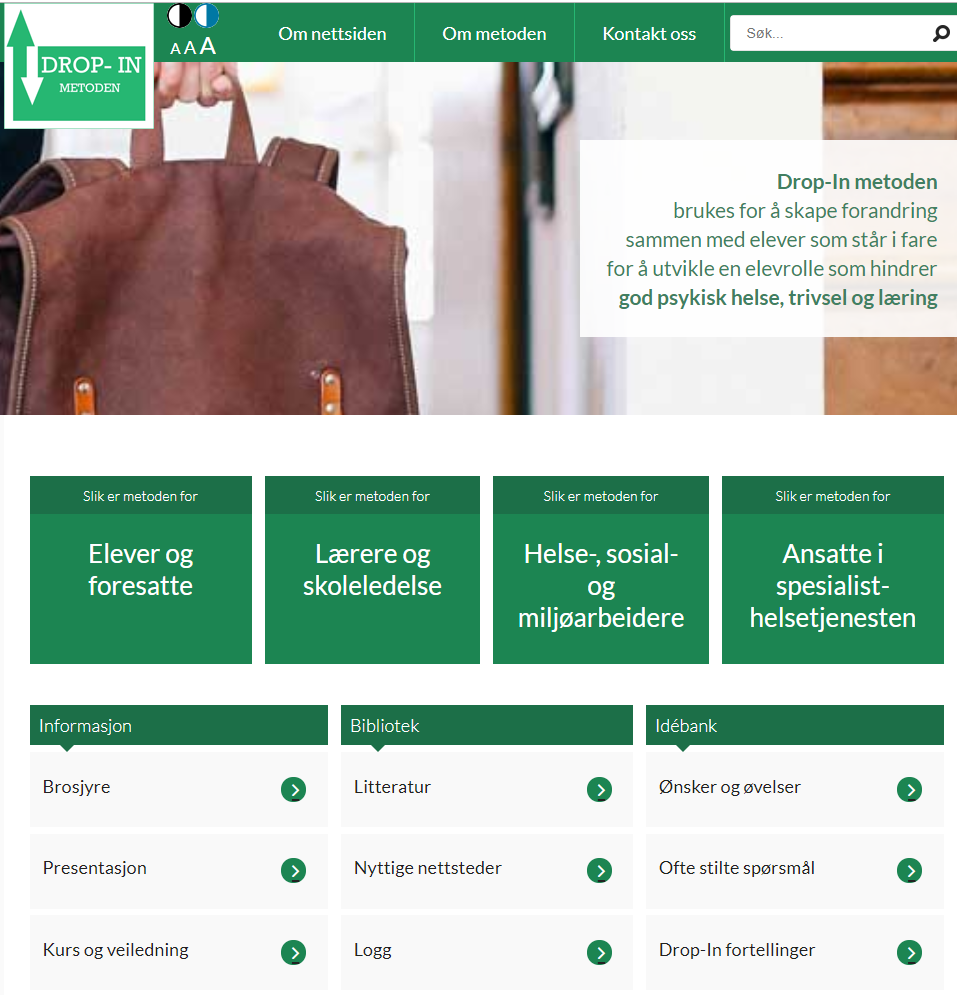 DROP- IN
METODEN
A A A
Om nettsiden
Om metoden
Kontakt oss
Søk...
Drop-In metoden
brukes for å skape forandring
sammen med elever som står i fare
for å utvikle en elevrolle som hindrer
god psykisk helse, trivsel og læring
Slik er metoden for
Elever og
foresatte
Slik er metoden for
Lærere og
skoleledelse
Slik er metoden for
Helse-, sosial-
og
miljøarbeidere
Slik er metoden for
Ansatte i
spesialist-
helsetjenesten
Informasjon
Brosjyre
Presentasjon
Kurs og veiledning
Bibliotek
Litteratur
Nyttige nettsteder
Logg
Idébank
Ønsker og øvelser
Ofte stilte spørsmål
Drop-In fortellinger